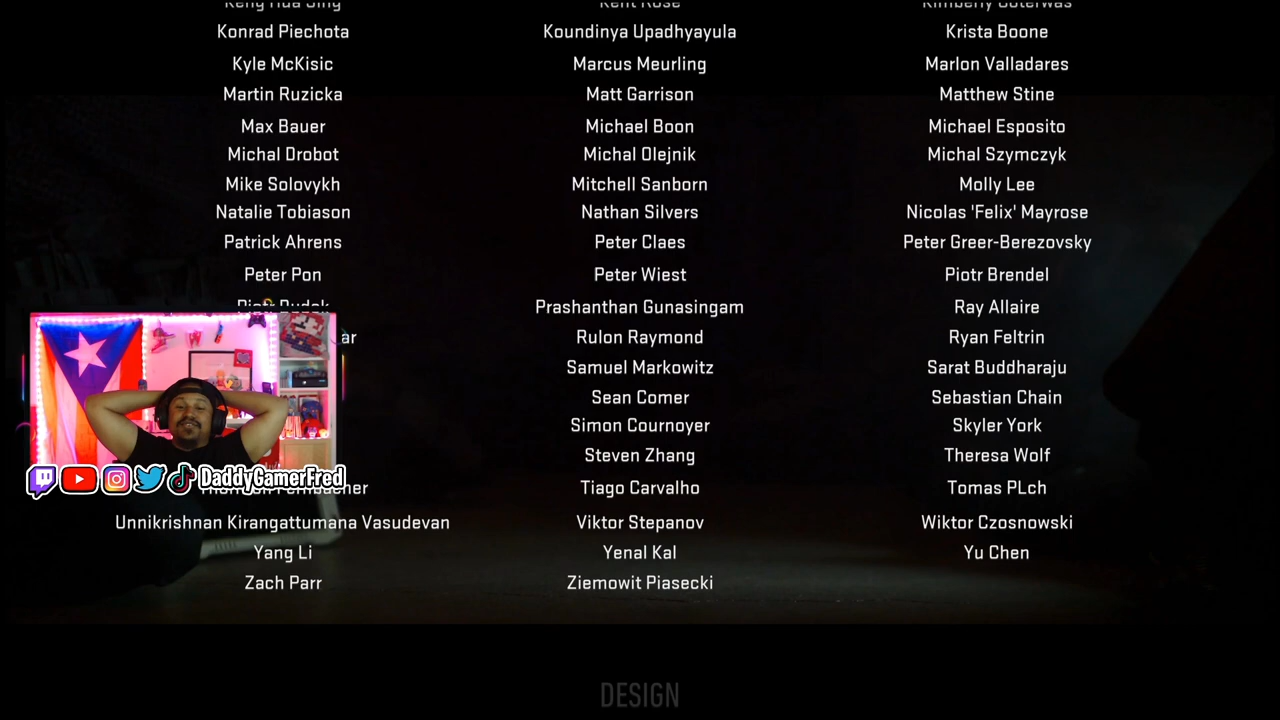 Konrad Piechota Koundinya Upadhyayula Krista Boone
Kyle McKisic Marcus Meurling Marlon Valladares
Martin Ruzicka Matt Garrison Matthew Stine
Max Bauer Michael Boon Michael Esposito
Michal Drobot Michal Olejnik Michal Szymczyk
Mike Solovykh Mitchell Sanborn Molly Lee
Natalie Tobiason Nathan Silvers Nicolas 'Felix' Mayrose
Patrick Ahrens Peter Claes Peter Greer-Berezovsky
Peter Pon Peter Wiest Piotr Brendel
Prashanthan Gunasingam Ray Allaire
Rulon Raymond Ryan Feltrin
Samuel Markowitz Sarat Buddharaju
Sean Comer Sebastian Chain
Simon Cournoyer Skyler York
Steven Zhang Theresa Wolf
DaddyGamerFred
Tiago Carvalho Tomas PLch
Unnikrishnan Kirangattumana Vasudevan Viktor Stepanov Wiktor Czosnowski
Yang Li Yenal Kal Yu Chen
Zach Parr Ziemowit Piasecki
DESIGN